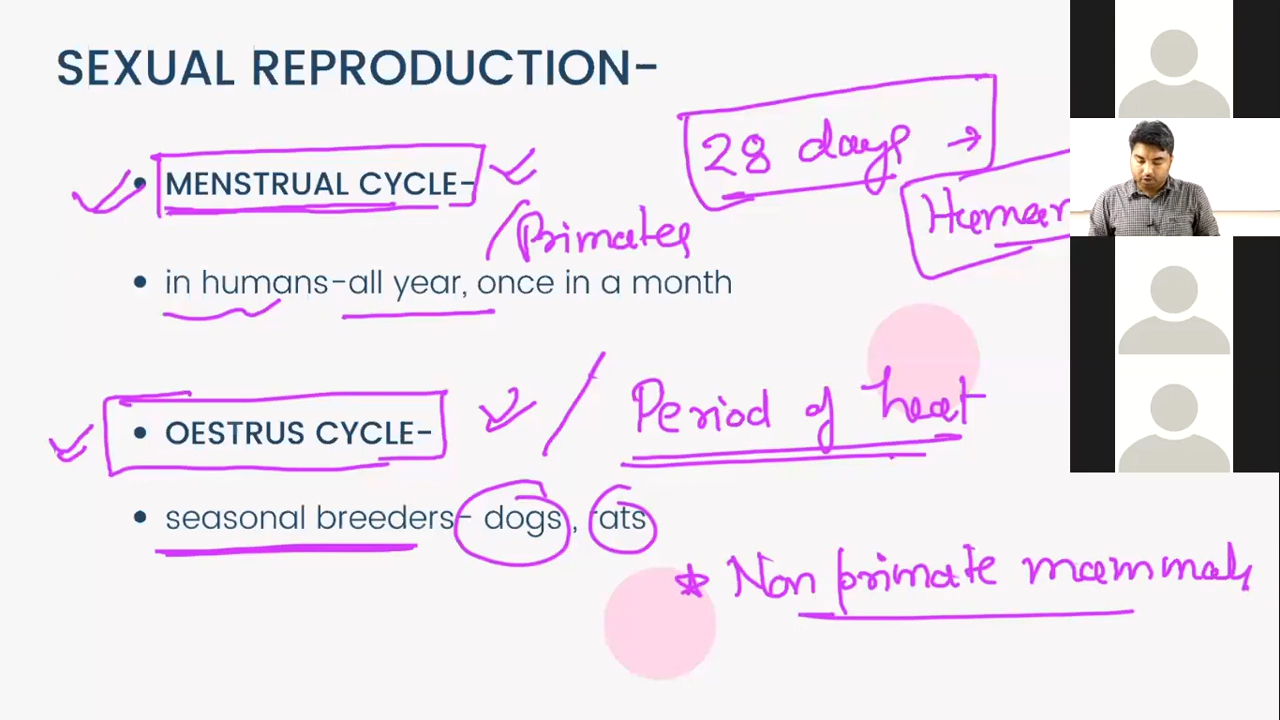 SEXUAL REPRODUCTION-
28 days →
• MENSTRUAL CYCLE-
Human
/Primates
• in humans-all year, once in a month
/ Period of heat
• OESTRUS CYCLE-
• seasonal breeders- dogs , rats
* Non primate mammals